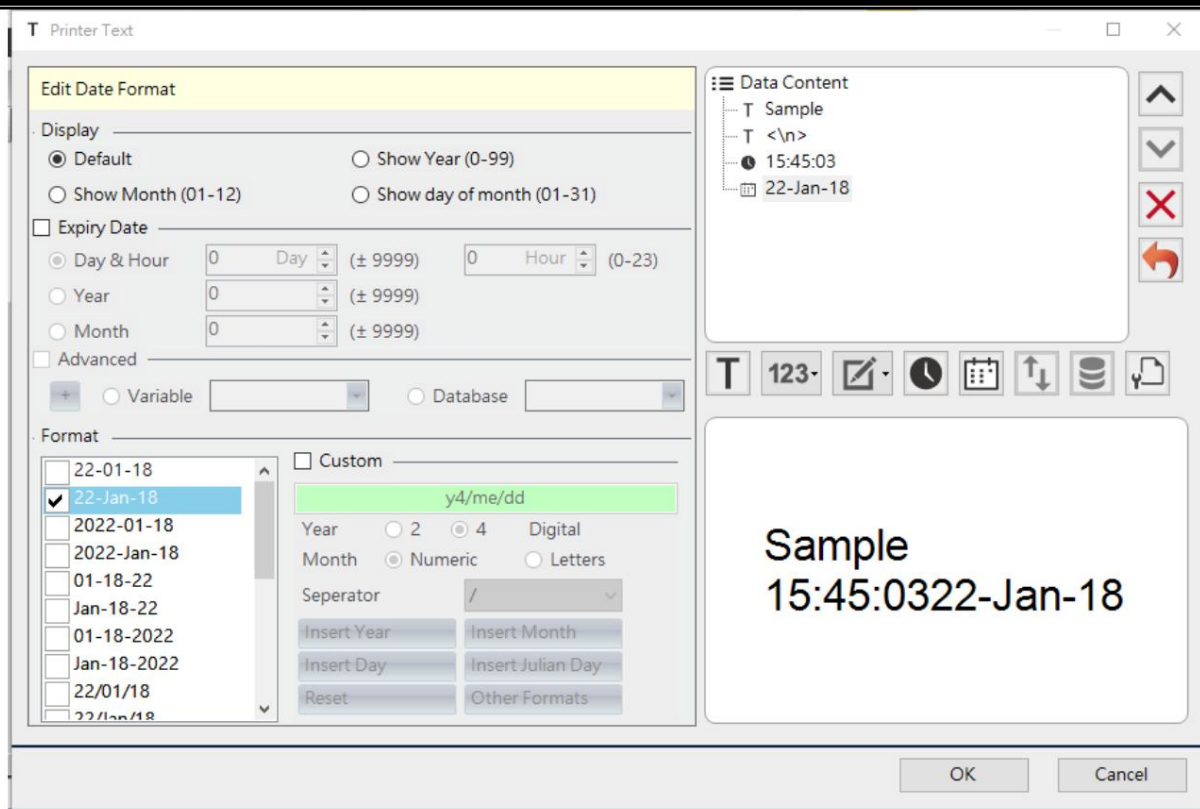 T Printer Text
Edit Date Format
Display
Default
Show Year (0-99)
Show Month (01-12)
Show day of month (01-31)
Expiry Date
Day & Hour 0 Day (± 9999) 0 Hour (0-23)
Year 0 (± 9999)
Month 0 (± 9999)
Advanced
+ Variable Database
Format
22-01-18
22-Jan-18
2022-01-18
2022-Jan-18
01-18-22
Jan-18-22
01-18-2022
Jan-18-2022
22/01/18
22/Jan/18
Custom
y4/me/dd
Year 2 4 Digital
Month Numeric Letters
Seperator /
Insert Year Insert Month
Insert Day Insert Julian Day
Reset Other Formats
Data Content
T Sample
T <\n>
15:45:03
22-Jan-18
T 123
Sample
15:45:0322-Jan-18
OK Cancel